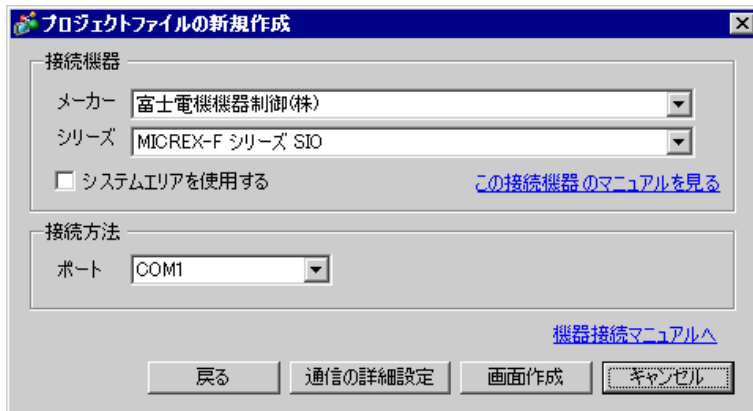 プロジェクトファイルの新規作成
接続機器
メーカー 富士電機機器制御(株)
シリーズ MICREX-F シリーズ SIO
システムエリアを使用する この接続機器のマニュアルを見る
接続方法
ポート COM1
機器接続マニュアルへ
戻る 通信の詳細設定 画面作成 キャンセル